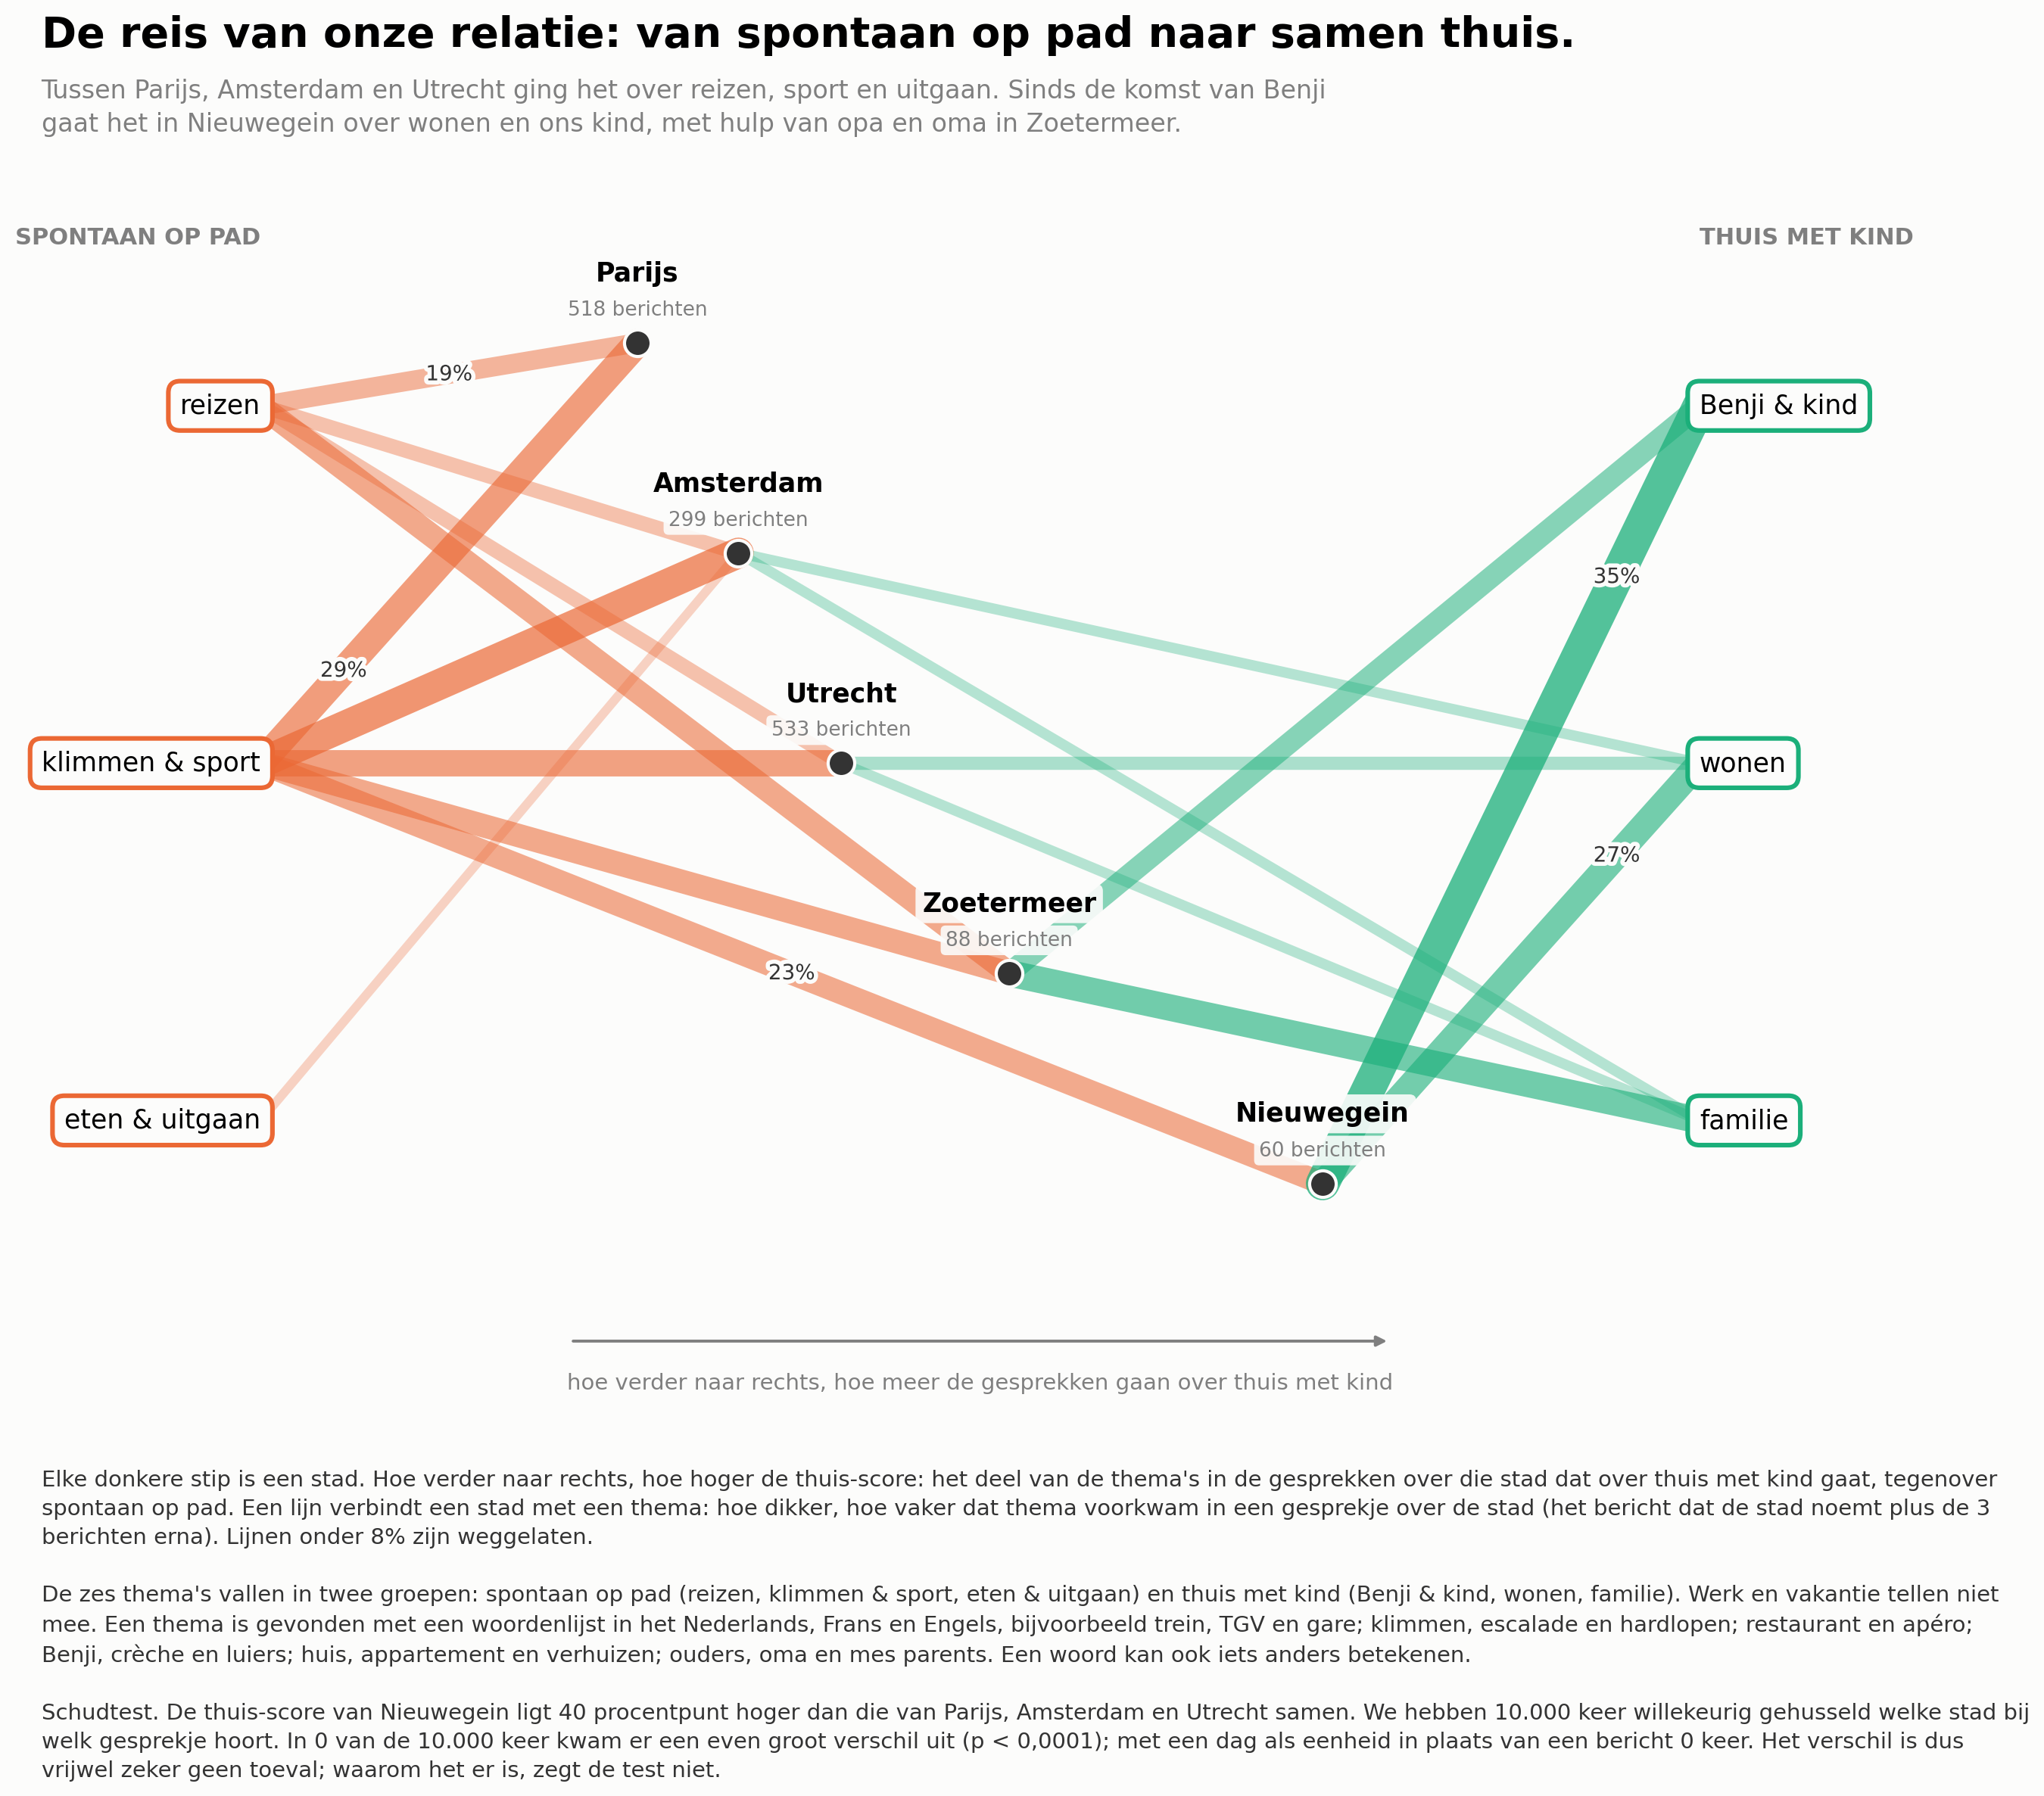 De reis van onze relatie: van spontaan op pad naar samen thuis.
Tussen Parijs, Amsterdam en Utrecht ging het over reizen, sport en uitgaan. Sinds de komst van Benji
gaat het in Nieuwegein over wonen en ons kind, met hulp van opa en oma in Zoetermeer.
SPONTAAN OP PAD
THUIS MET KIND
Parijs
518 berichten
19%
reizen
Benji & kind
Amsterdam
299 berichten
35%
29%
Utrecht
533 berichten
klimmen & sport
wonen
27%
Zoetermeer
88 berichten
23%
Nieuwegein
60 berichten
eten & uitgaan
familie
hoe verder naar rechts, hoe meer de gesprekken gaan over thuis met kind
Elke donkere stip is een stad. Hoe verder naar rechts, hoe hoger de thuis-score: het deel van de thema's in de gesprekken over die stad dat over thuis met kind gaat, tegenover
spontaan op pad. Een lijn verbindt een stad met een thema: hoe dikker, hoe vaker dat thema voorkwam in een gesprekje over de stad (het bericht dat de stad noemt plus de 3
berichten erna). Lijnen onder 8% zijn weggelaten.
De zes thema's vallen in twee groepen: spontaan op pad (reizen, klimmen & sport, eten & uitgaan) en thuis met kind (Benji & kind, wonen, familie). Werk en vakantie tellen niet
mee. Een thema is gevonden met een woordenlijst in het Nederlands, Frans en Engels, bijvoorbeeld trein, TGV en gare; klimmen, escalade en hardlopen; restaurant en apéro;
Benji, crèche en luiers; huis, appartement en verhuizen; ouders, oma en mes parents. Een woord kan ook iets anders betekenen.
Schudtest. De thuis-score van Nieuwegein ligt 40 procentpunt hoger dan die van Parijs, Amsterdam en Utrecht samen. We hebben 10.000 keer willekeurig gehusseld welke stad bij
welk gesprekje hoort. In 0 van de 10.000 keer kwam er een even groot verschil uit (p < 0,0001); met een dag als eenheid in plaats van een bericht 0 keer. Het verschil is dus
vrijwel zeker geen toeval; waarom het er is, zegt de test niet.